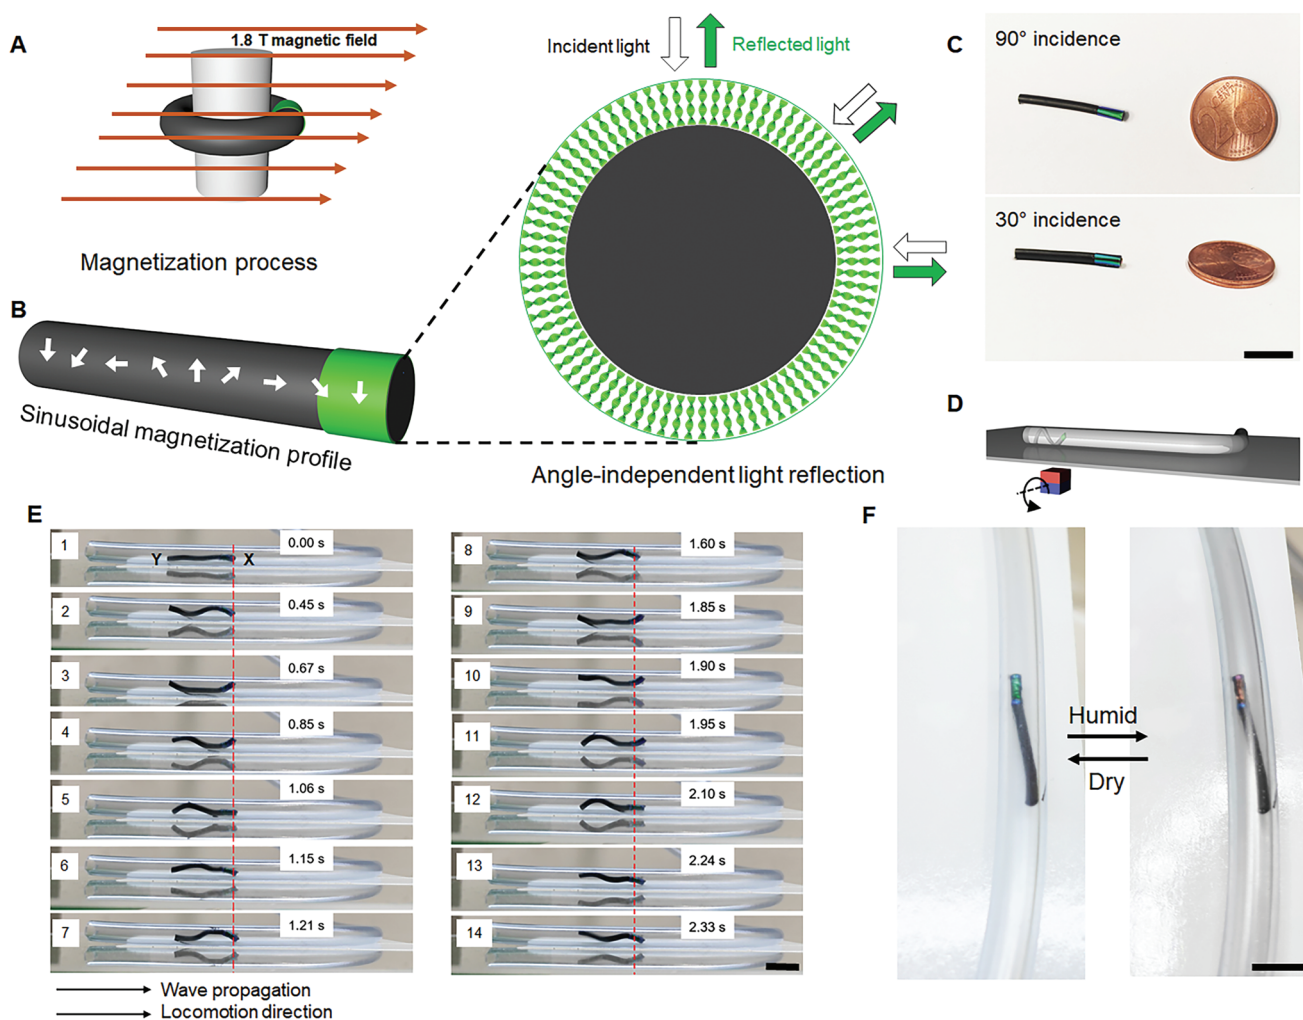 A
1.8 T magnetic field
Magnetization process
Incident light
Reflected light
C
90° incidence
30° incidence
B
Sinusoidal magnetization profile
Angle-independent light reflection
D
E
1
0.00 s
Y
X
2
0.45 s
3
0.67 s
4
0.85 s
5
1.06 s
6
1.15 s
7
1.21 s
8
1.60 s
9
1.85 s
10
1.90 s
11
1.95 s
12
2.10 s
13
2.24 s
14
2.33 s
Wave propagation
Locomotion direction
F
Humid
Dry